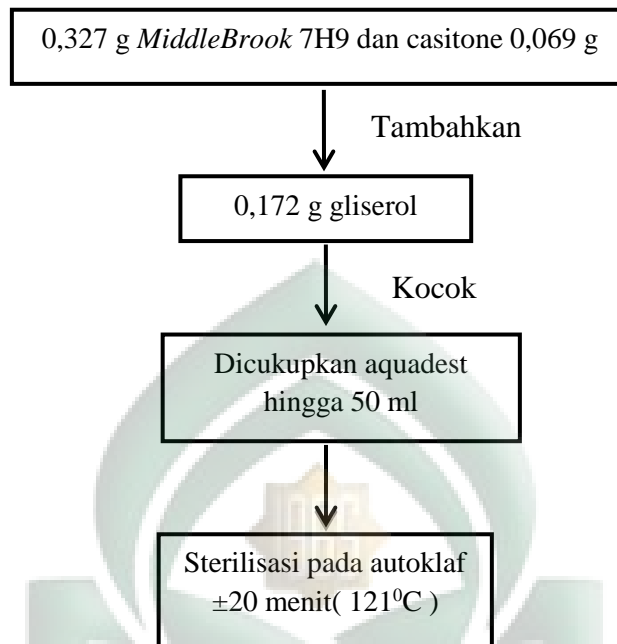 0,327 g MiddleBrook 7H9 dan casitone 0,069 g
Tambahkan
0,172 g gliserol
Kocok
Dicukupkan aquadest
hingga 50 ml
Sterilisasi pada autoklaf
±20 menit( 121⁰C )